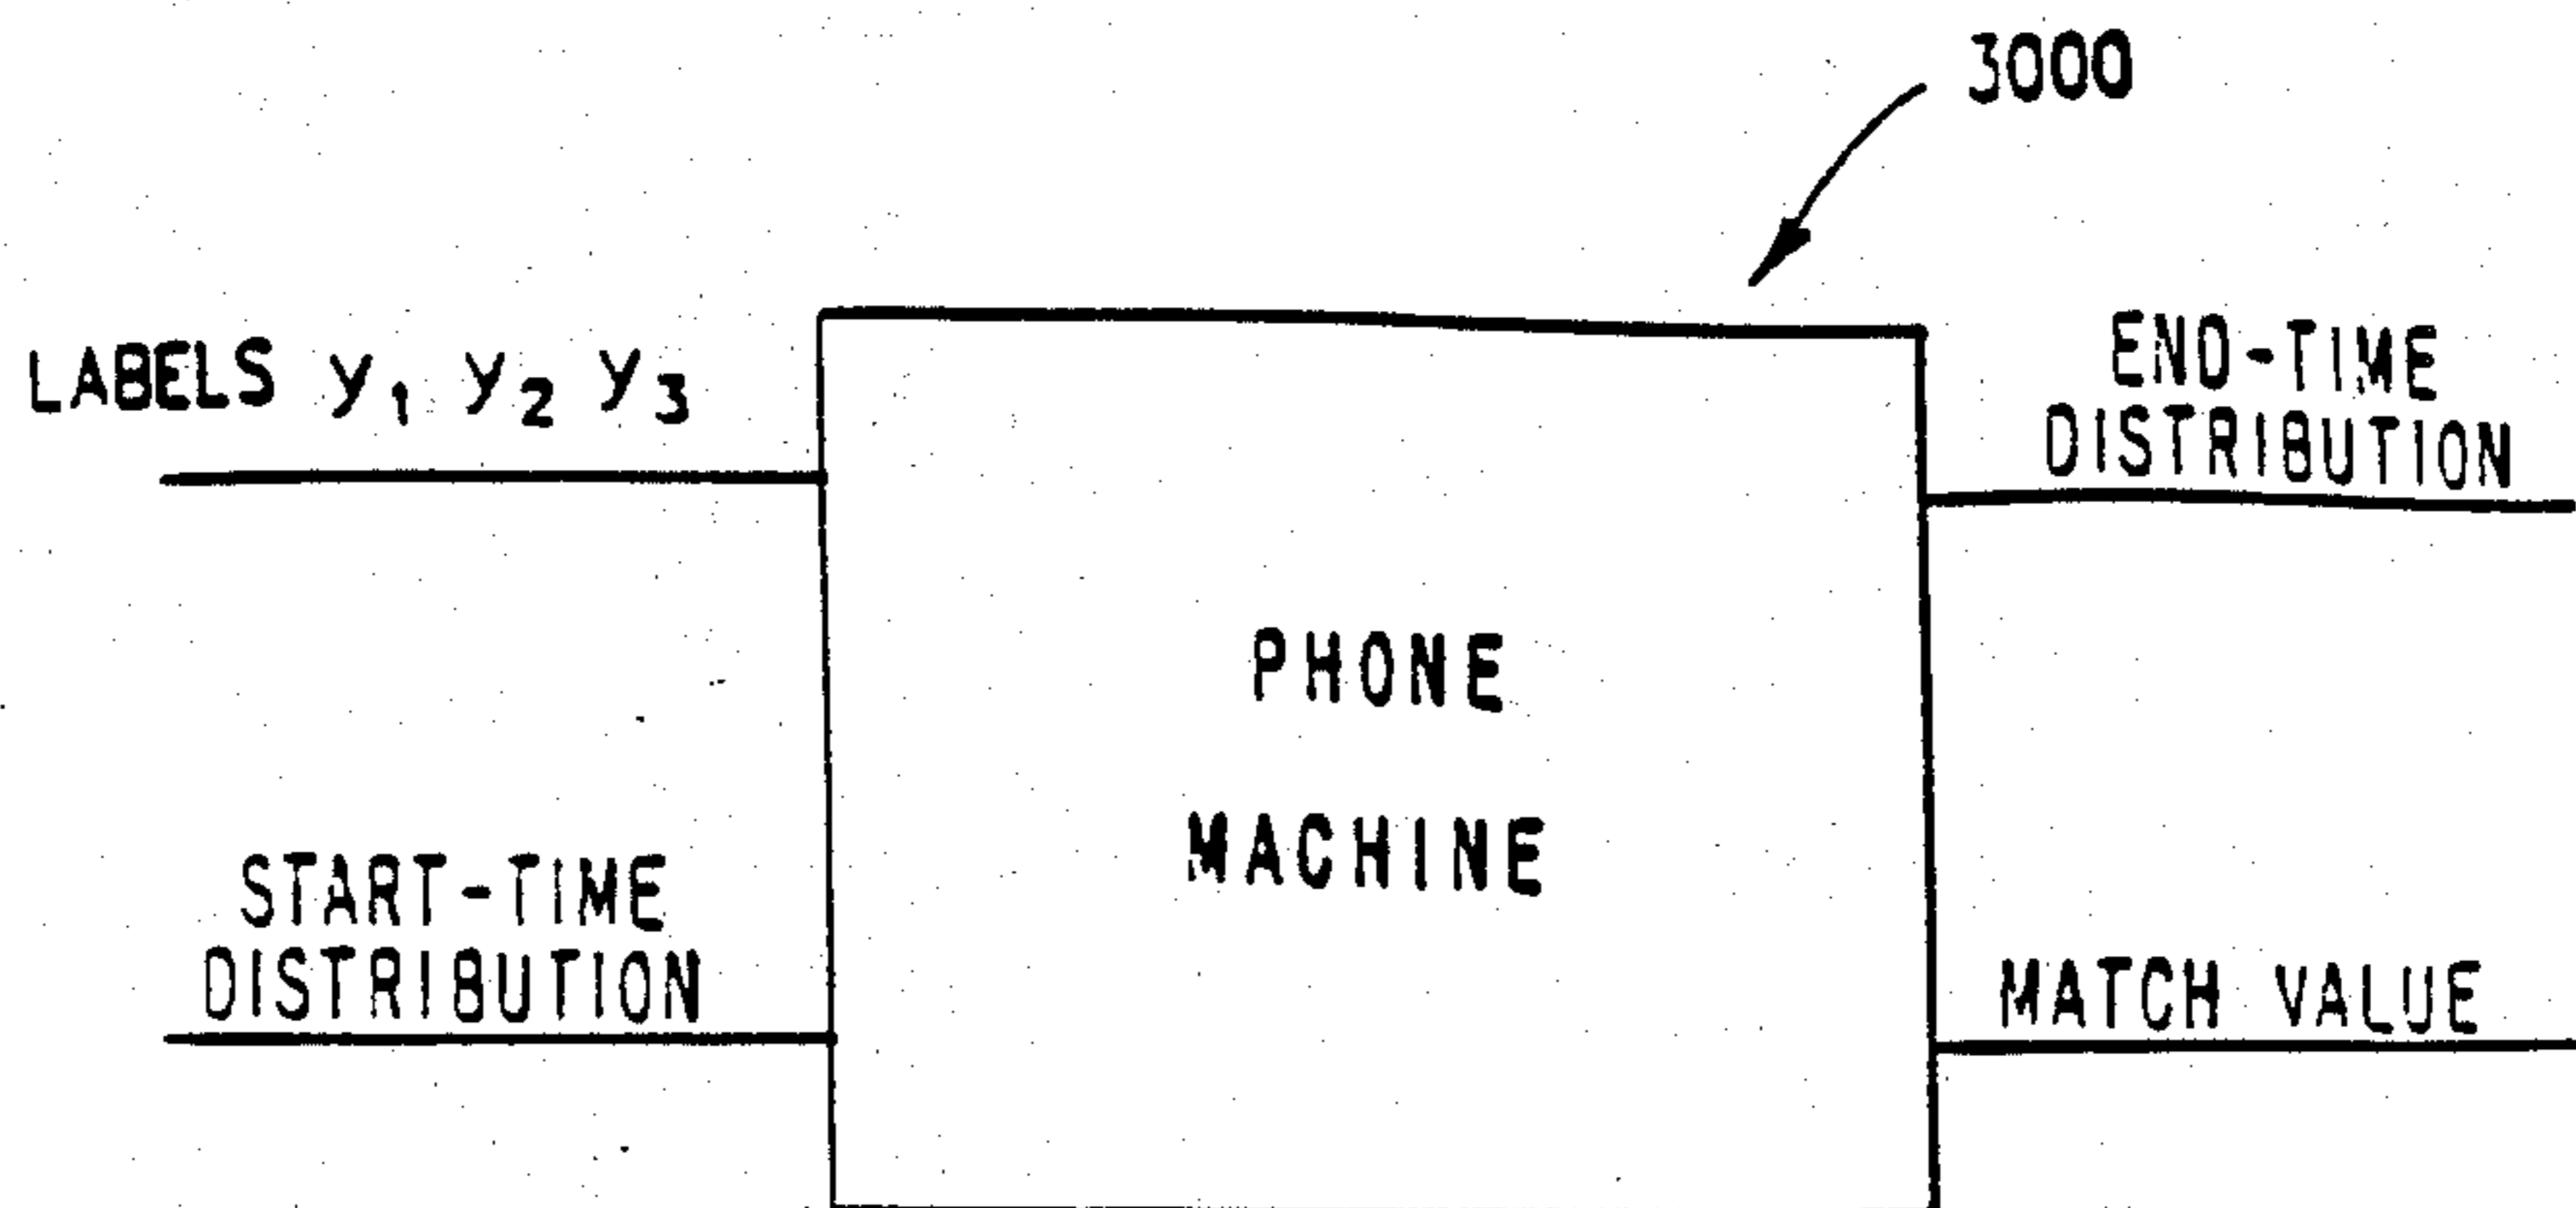 3000
LABELS y₁ y₂ y₃
END-TIME
DISTRIBUTION
PHONE
MACHINE
START-TIME
DISTRIBUTION
MATCH VALUE